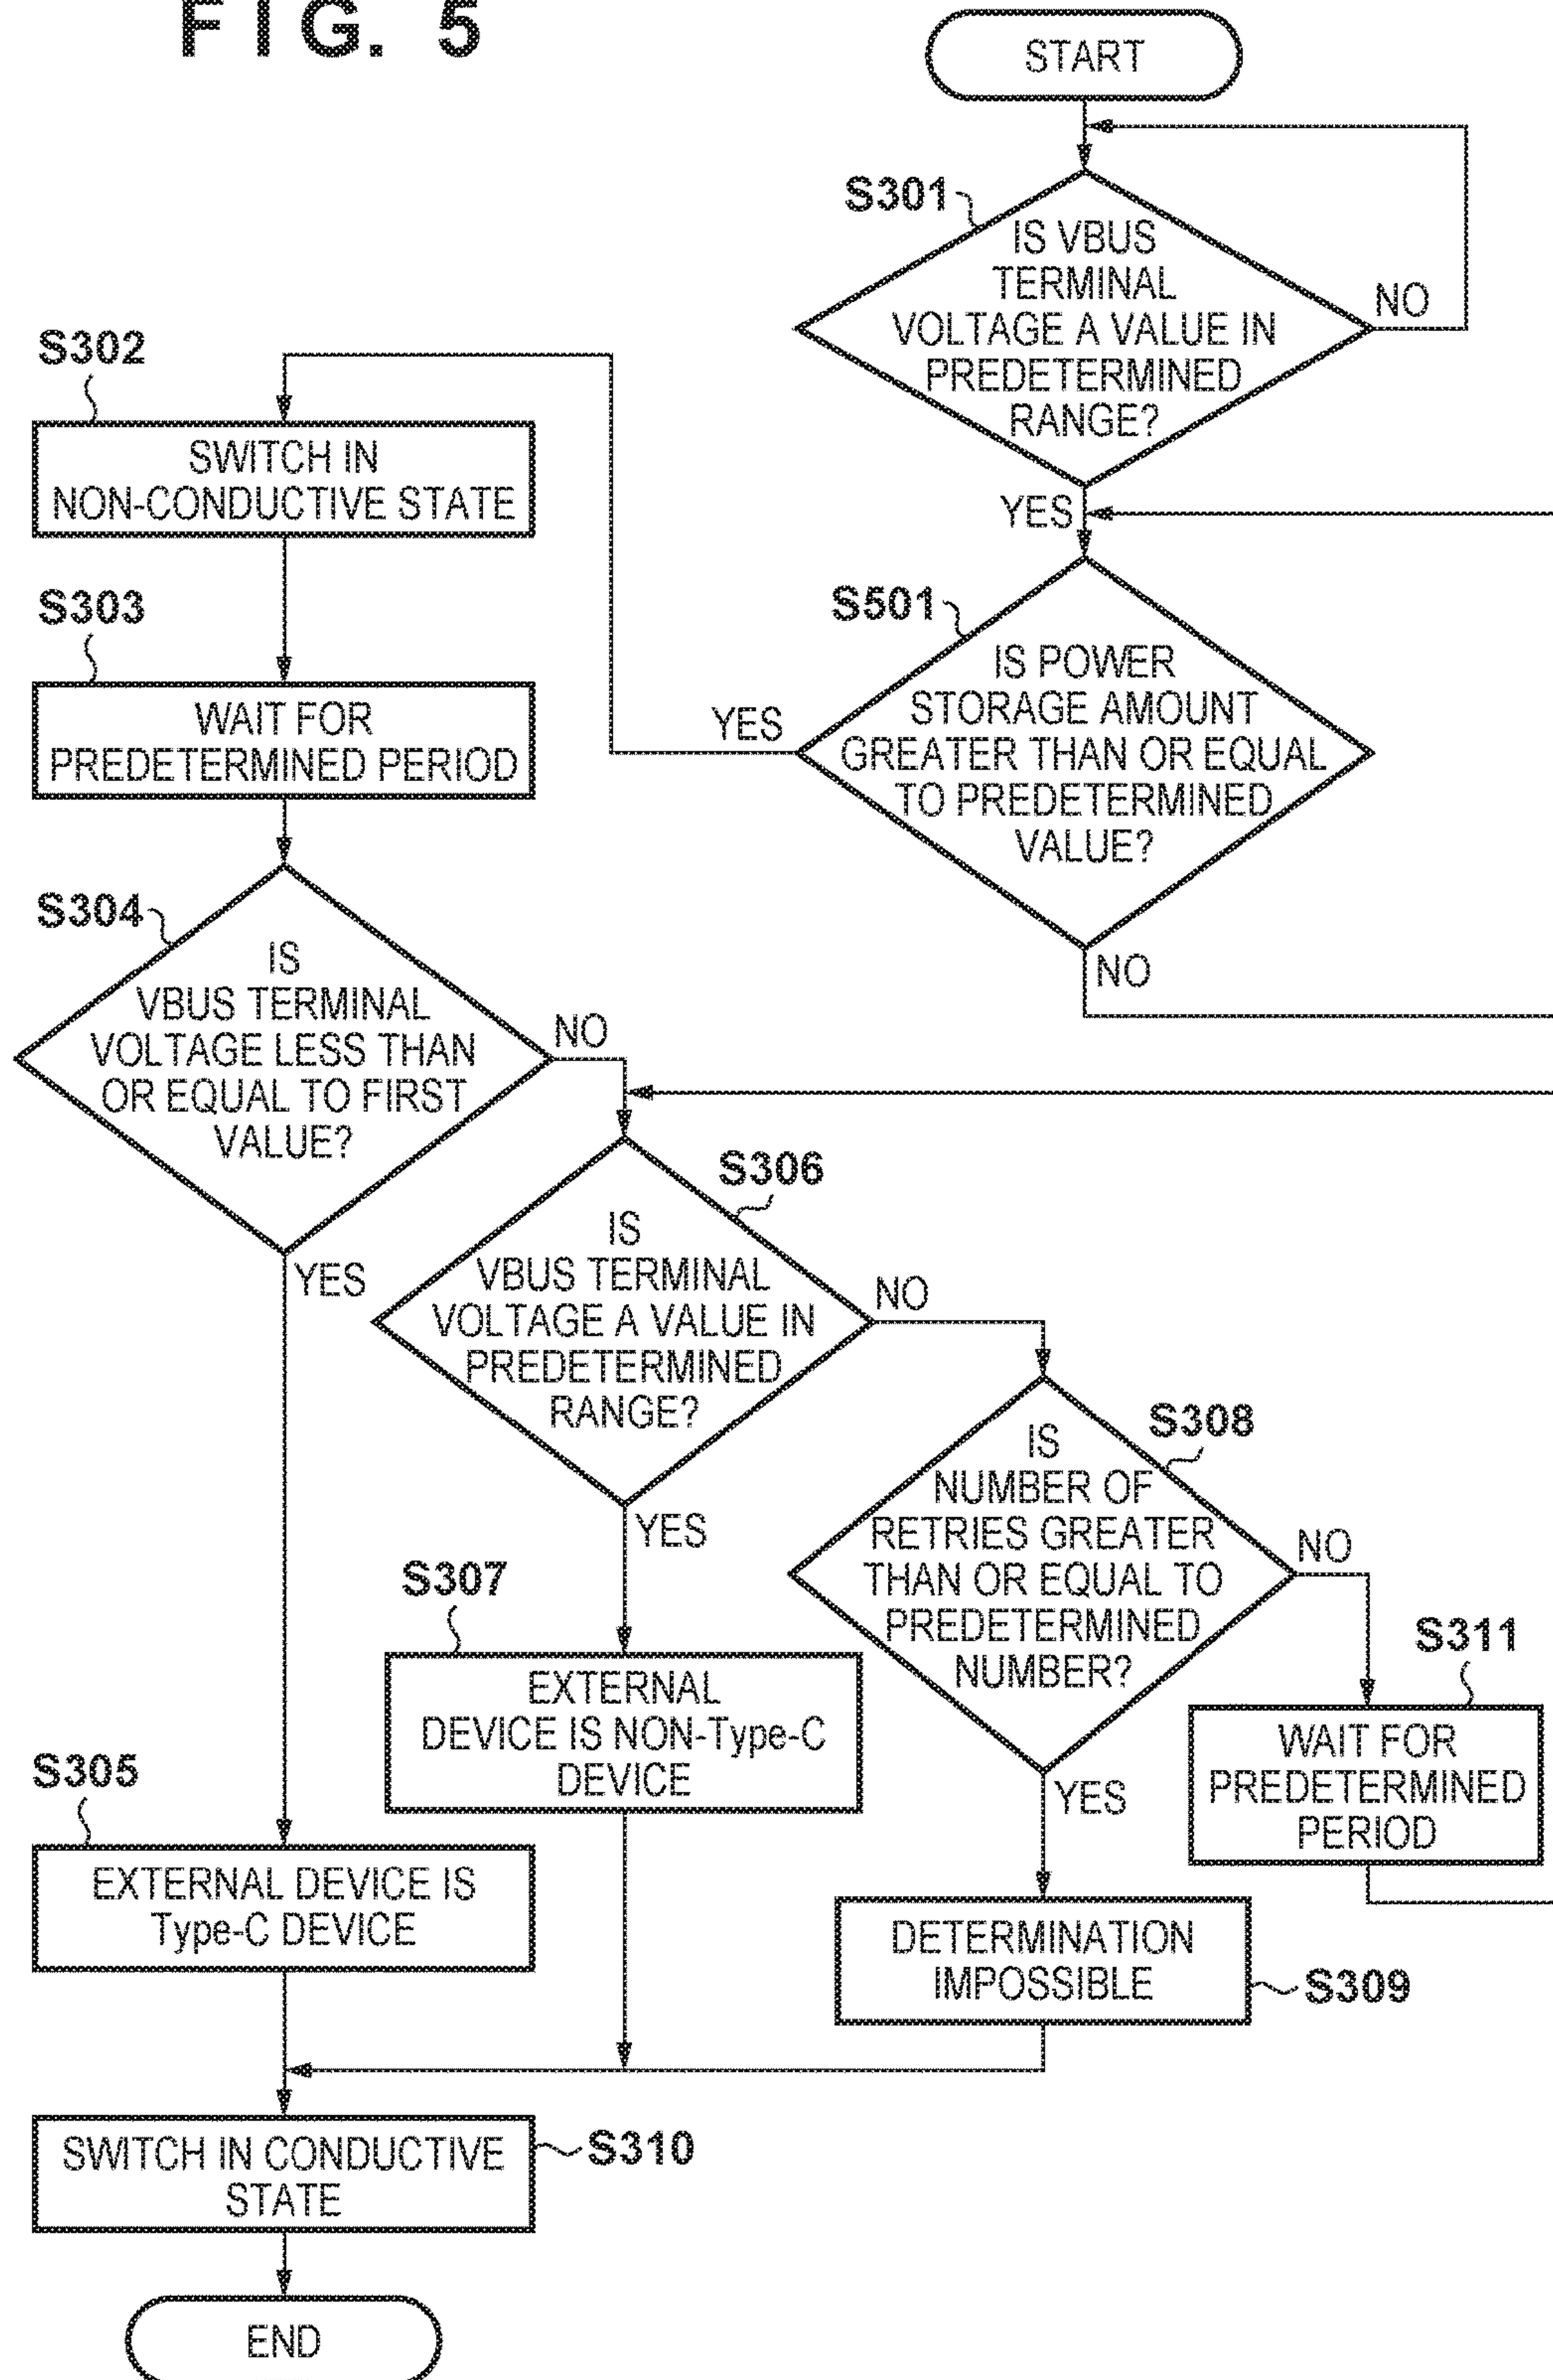 FIG. 5
START
S301
IS VBUS
TERMINAL
VOLTAGE A VALUE IN
PREDETERMINED
RANGE?
NO
YES
S501
IS POWER
STORAGE AMOUNT
GREATER THAN OR EQUAL
TO PREDETERMINED
VALUE?
YES
NO
S302
SWITCH IN
NON-CONDUCTIVE STATE
S303
WAIT FOR
PREDETERMINED PERIOD
S304
IS
VBUS TERMINAL
VOLTAGE LESS THAN
OR EQUAL TO FIRST
VALUE?
NO
YES
S306
IS
VBUS TERMINAL
VOLTAGE A VALUE IN
PREDETERMINED
RANGE?
NO
YES
S308
IS
NUMBER OF
RETRIES GREATER
THAN OR EQUAL TO
PREDETERMINED
NUMBER?
NO
YES
S307
EXTERNAL
DEVICE IS NON-Type-C
DEVICE
S311
WAIT FOR
PREDETERMINED
PERIOD
S305
EXTERNAL DEVICE IS
Type-C DEVICE
DETERMINATION
IMPOSSIBLE
S309
SWITCH IN CONDUCTIVE
STATE
S310
END